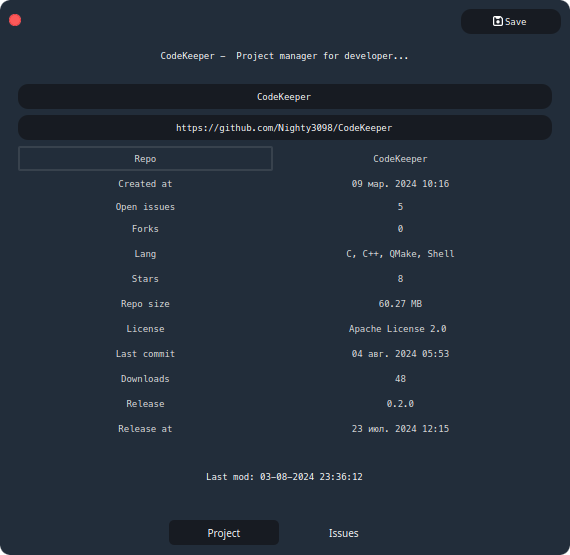 Save
CodeKeeper – Project manager for developer...
CodeKeeper
https://github.com/Nighty3098/CodeKeeper
Repo CodeKeeper
Created at 09 мар. 2024 10:16
Open issues 5
Forks 0
Lang C, C++, QMake, Shell
Stars 8
Repo size 60.27 MB
License Apache License 2.0
Last commit 04 авг. 2024 05:53
Downloads 48
Release 0.2.0
Release at 23 июл. 2024 12:15
Last mod: 03-08-2024 23:36:12
Project Issues